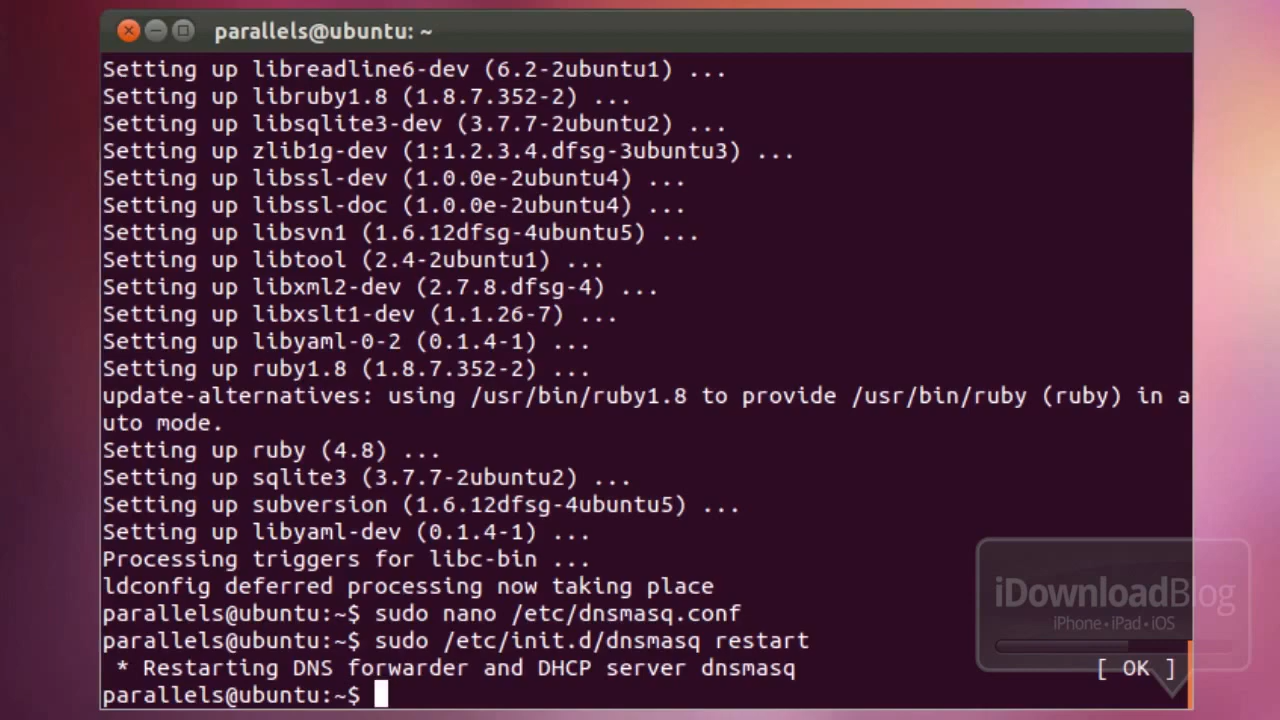 parallels@ubuntu: ~
Setting up libreadline6-dev (6.2-2ubuntu1) ...
Setting up libruby1.8 (1.8.7.352-2) ...
Setting up libsqlite3-dev (3.7.7-2ubuntu2) ...
Setting up zlib1g-dev (1:1.2.3.4.dfsg-3ubuntu3) ...
Setting up libssl-dev (1.0.0e-2ubuntu4) ...
Setting up libssl-doc (1.0.0e-2ubuntu4) ...
Setting up libsvn1 (1.6.12dfsg-4ubuntu5) ...
Setting up libtool (2.4-2ubuntu1) ...
Setting up libxml2-dev (2.7.8.dfsg-4) ...
Setting up libxslt1-dev (1.1.26-7) ...
Setting up libyaml-0-2 (0.1.4-1) ...
Setting up ruby1.8 (1.8.7.352-2) ...
update-alternatives: using /usr/bin/ruby1.8 to provide /usr/bin/ruby (ruby) in a
uto mode.
Setting up ruby (4.8) ...
Setting up sqlite3 (3.7.7-2ubuntu2) ...
Setting up subversion (1.6.12dfsg-4ubuntu5) ...
Setting up libyaml-dev (0.1.4-1) ...
Processing triggers for libc-bin ...
ldconfig deferred processing now taking place
parallels@ubuntu:~$ sudo nano /etc/dnsmasq.conf
parallels@ubuntu:~$ sudo /etc/init.d/dnsmasq restart
 * Restarting DNS forwarder and DHCP server dnsmasq [ OK ]
parallels@ubuntu:~$
iDownloadBlog
iPhone • iPad • iOS